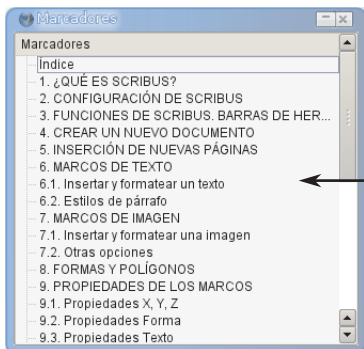 Marcadores
Marcadores
Índice
1. ¿QUÉ ES SCRIBUS?
2. CONFIGURACIÓN DE SCRIBUS
3. FUNCIONES DE SCRIBUS. BARRAS DE HER...
4. CREAR UN NUEVO DOCUMENTO
5. INSERCIÓN DE NUEVAS PÁGINAS
6. MARCOS DE TEXTO
6.1. Insertar y formatear un texto
6.2. Estilos de párrafo
7. MARCOS DE IMAGEN
7.1. Insertar y formatear una imagen
7.2. Otras opciones
8. FORMAS Y POLÍGONOS
9. PROPIEDADES DE LOS MARCOS
9.1. Propiedades X, Y, Z
9.2. Propiedades Forma
9.3. Propiedades Texto